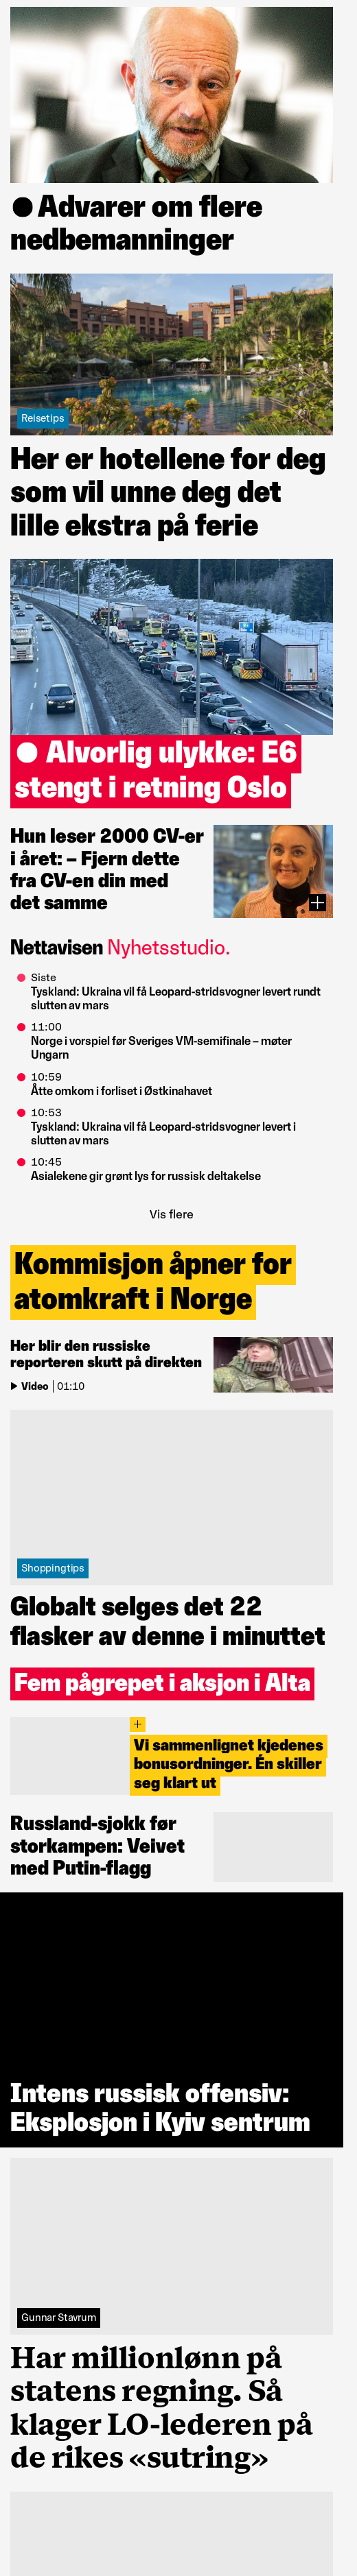 Advarer om flere
nedbemanninger
Reisetips
Her er hotellene for deg
som vil unne deg det
lille ekstra på ferie
Alvorlig ulykke: E6
stengt i retning Oslo
Hun leser 2000 CV-er
i året: – Fjern dette
fra CV-en din med
det samme
Nettavisen Nyhetsstudio.
Siste
Tyskland: Ukraina vil få Leopard-stridsvogner levert rundt
slutten av mars
11:00
Norge i vorspiel før Sveriges VM-semifinale – møter
Ungarn
10:59
Åtte omkom i forliset i Østkinahavet
10:53
Tyskland: Ukraina vil få Leopard-stridsvogner levert i
slutten av mars
10:45
Asialekene gir grønt lys for russisk deltakelse
Vis flere
Kommisjon åpner for
atomkraft i Norge
Her blir den russiske
reporteren skutt på direkten
Video | 01:10
Shoppingtips
Globalt selges det 22
flasker av denne i minuttet
Fem pågrepet i aksjon i Alta
+
Vi sammenlignet kjedenes
bonusordninger. Én skiller
seg klart ut
Russland-sjokk før
storkampen: Veivet
med Putin-flagg
Intens russisk offensiv:
Eksplosjon i Kyiv sentrum
Gunnar Stavrum
Har millionlønn på
statens regning. Så
klager LO-lederen på
de rikes «sutring»